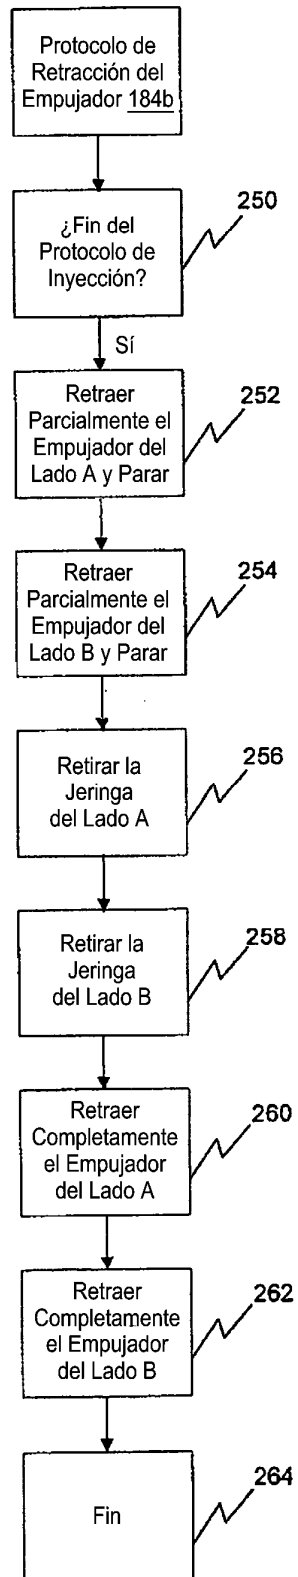 Protocolo de
Retracción del
Empujador 184b
250
¿Fin del
Protocolo de
Inyección?
Sí
252
Retraer
Parcialmente el
Empujador del
Lado A y Parar
254
Retraer
Parcialmente el
Empujador del
Lado B y Parar
256
Retirar la
Jeringa
del Lado A
258
Retirar la
Jeringa
del Lado B
260
Retraer
Completamente
el Empujador
del Lado A
262
Retraer
Completamente
el Empujador
del Lado B
264
Fin